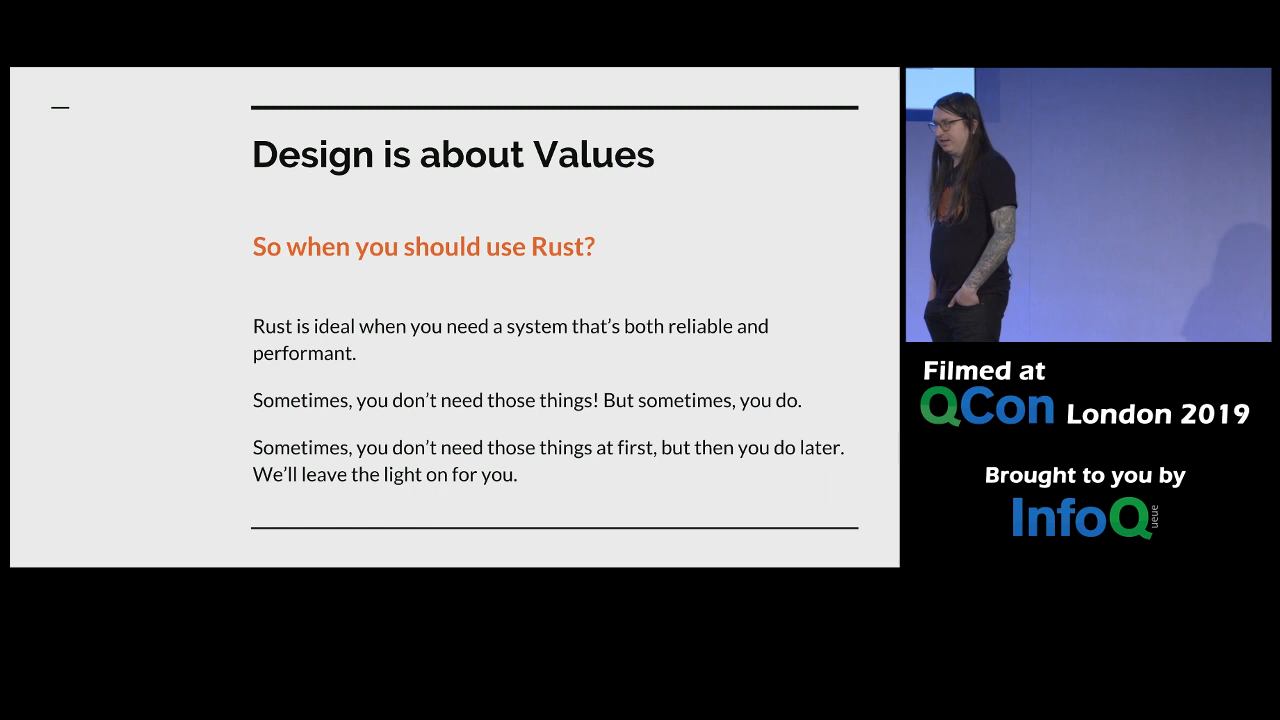 Design is about Values
So when you should use Rust?
Rust is ideal when you need a system that's both reliable and
performant.
Sometimes, you don't need those things! But sometimes, you do.
Sometimes, you don't need those things at first, but then you do later.
We'll leave the light on for you.
Filmed at
QCon London 2019
Brought to you by
InfoQ
ueue